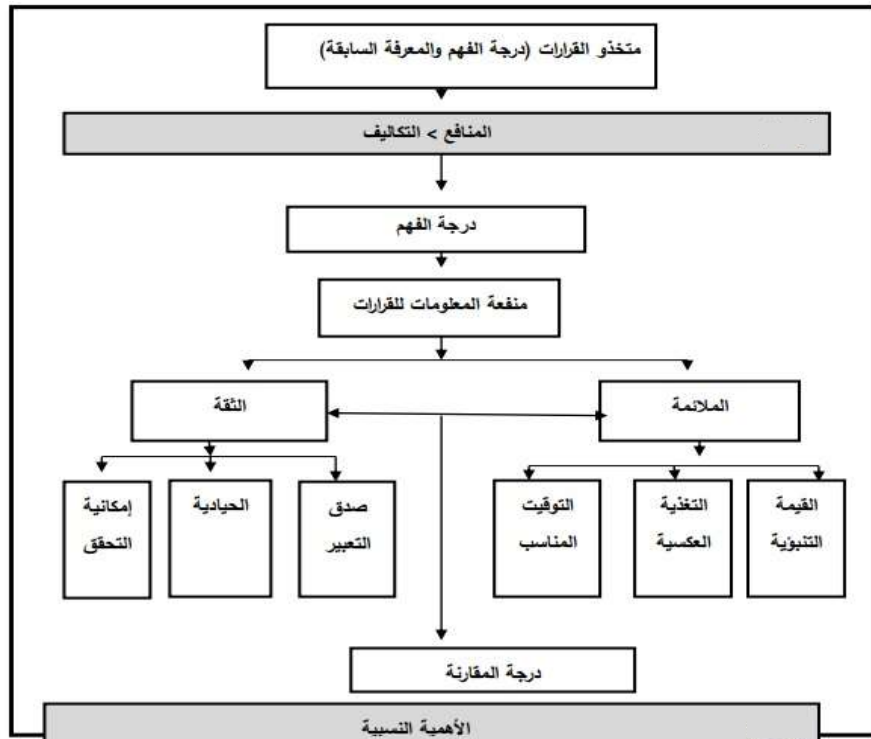 متخذو القرارات (درجة الفهم والمعرفة السابقة)
المنافع > التكاليف
درجة الفهم
منفعة المعلومات للقرارات
الملائمة
الثقة
القيمة
التنبؤية
التغذية
العكسية
التوقيت
المناسب
صدق
التعبير
الحيادية
إمكانية
التحقق
درجة المقارنة
الأهمية النسبية